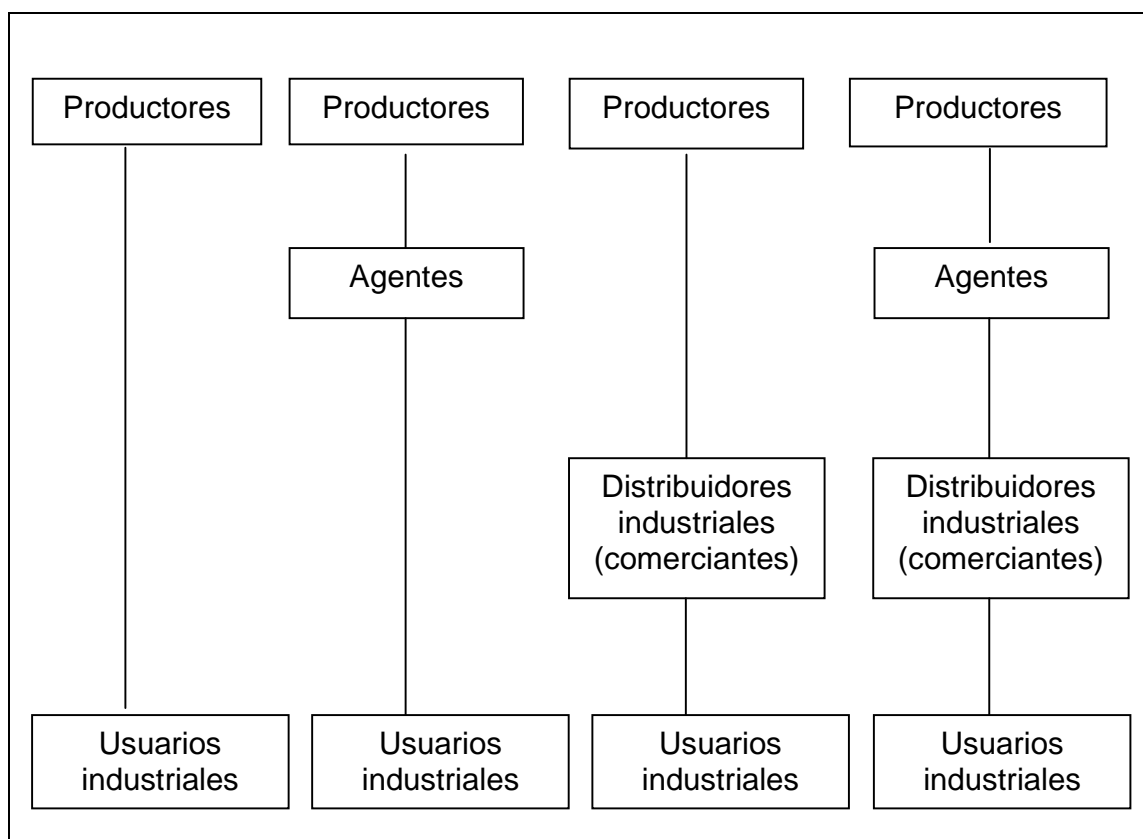 Productores
Productores
Productores
Productores
Agentes
Agentes
Distribuidores
industriales
(comerciantes)
Distribuidores
industriales
(comerciantes)
Usuarios
industriales
Usuarios
industriales
Usuarios
industriales
Usuarios
industriales